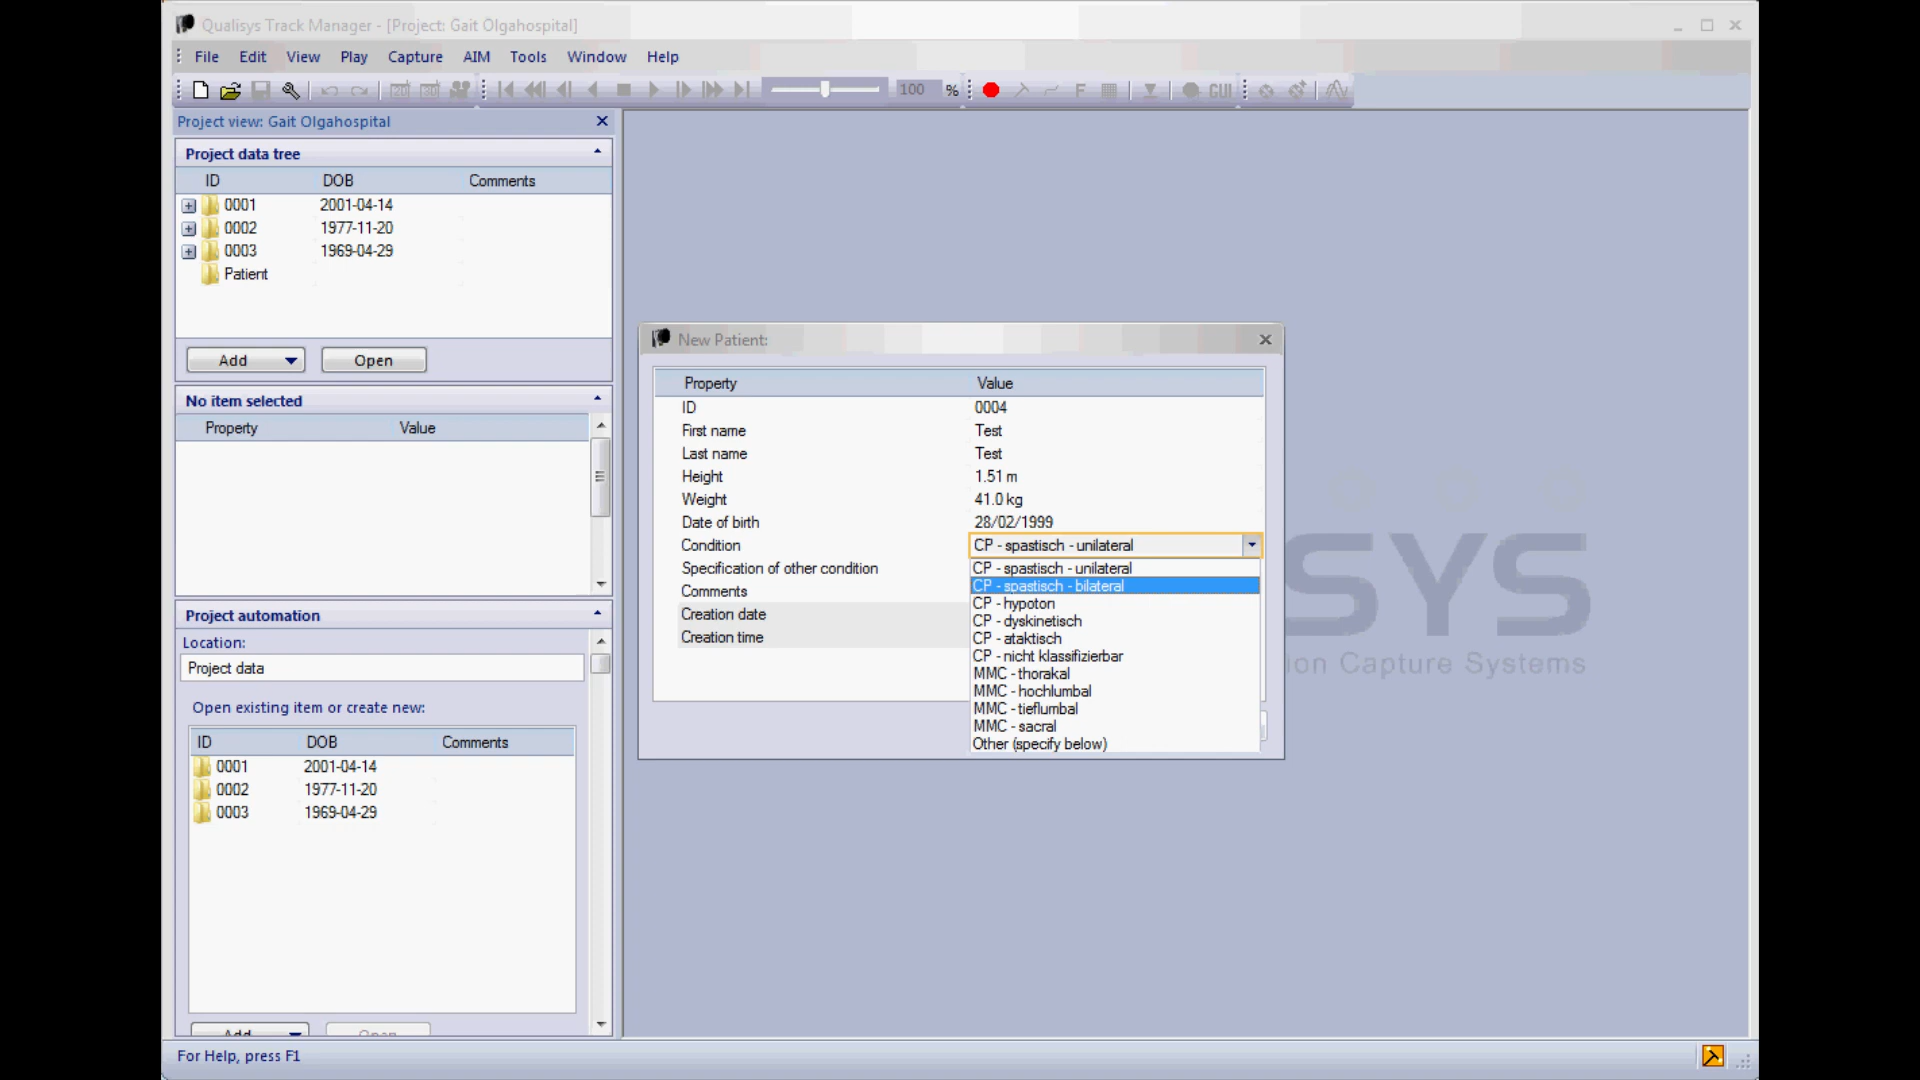 Qualisys Track Manager - [Project: Gait Olgahospital]
File Edit View Play Capture AIM Tools Window Help
2D 3D 100 % F GUI
Project view: Gait Olgahospital
Project data tree
ID DOB Comments
0001 2001-04-14
0002 1977-11-20
0003 1969-04-29
Patient
Add Open
No item selected
Property Value
Project automation
Location:
Project data
Open existing item or create new:
ID DOB Comments
0001 2001-04-14
0002 1977-11-20
0003 1969-04-29
Add Open
New Patient:
Property Value
ID 0004
First name Test
Last name Test
Height 1.51 m
Weight 41.0 kg
Date of birth 28/02/1999
Condition CP - spastisch - unilateral
Specification of other condition
Comments
Creation date
Creation time
CP - spastisch - unilateral
CP - spastisch - bilateral
CP - hypoton
CP - dyskinetisch
CP - ataktisch
CP - nicht klassifizierbar
MMC - thorakal
MMC - hochlumbal
MMC - tieflumbal
MMC - sacral
Other (specify below)
SYS
ion Capture Systems
For Help, press F1